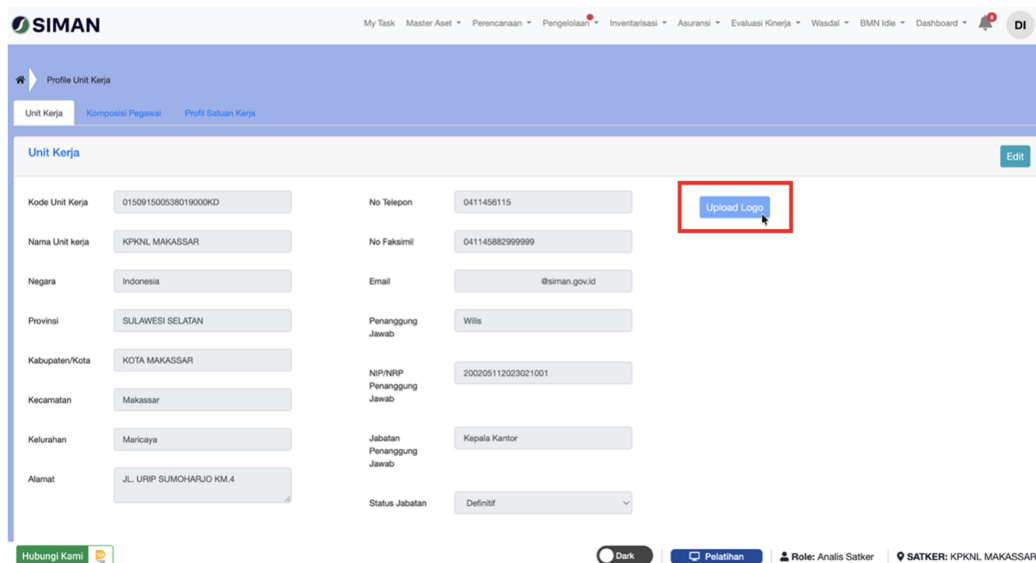 SIMAN
My Task Master Aset Perencanaan Pengelolaan Inventarisasi Asuransi Evaluasi Kinerja Wasdal BMN Idle Dashboard 4 DI
Profile Unit Kerja
Unit Kerja Komposisi Pegawai Profil Satuan Kerja
Unit Kerja
Edit
Kode Unit Kerja 015091500538019000KD
Nama Unit kerja KPKNL MAKASSAR
Negara Indonesia
Provinsi SULAWESI SELATAN
Kabupaten/Kota KOTA MAKASSAR
Kecamatan Makassar
Kelurahan Maricaya
Alamat JL. URIP SUMOHARJO KM.4
No Telepon 0411456115
No Faksimil 041145882999999
Email @siman.gov.id
Penanggung Wilis
Jawab
NIP/NRP 200205112023021001
Penanggung
Jawab
Jabatan Kepala Kantor
Penanggung
Jawab
Status Jabatan Definitif
Upload Logo
Hubungi Kami
Dark
Pelatihan
Role: Analis Satker
SATKER: KPKNL MAKASSAR